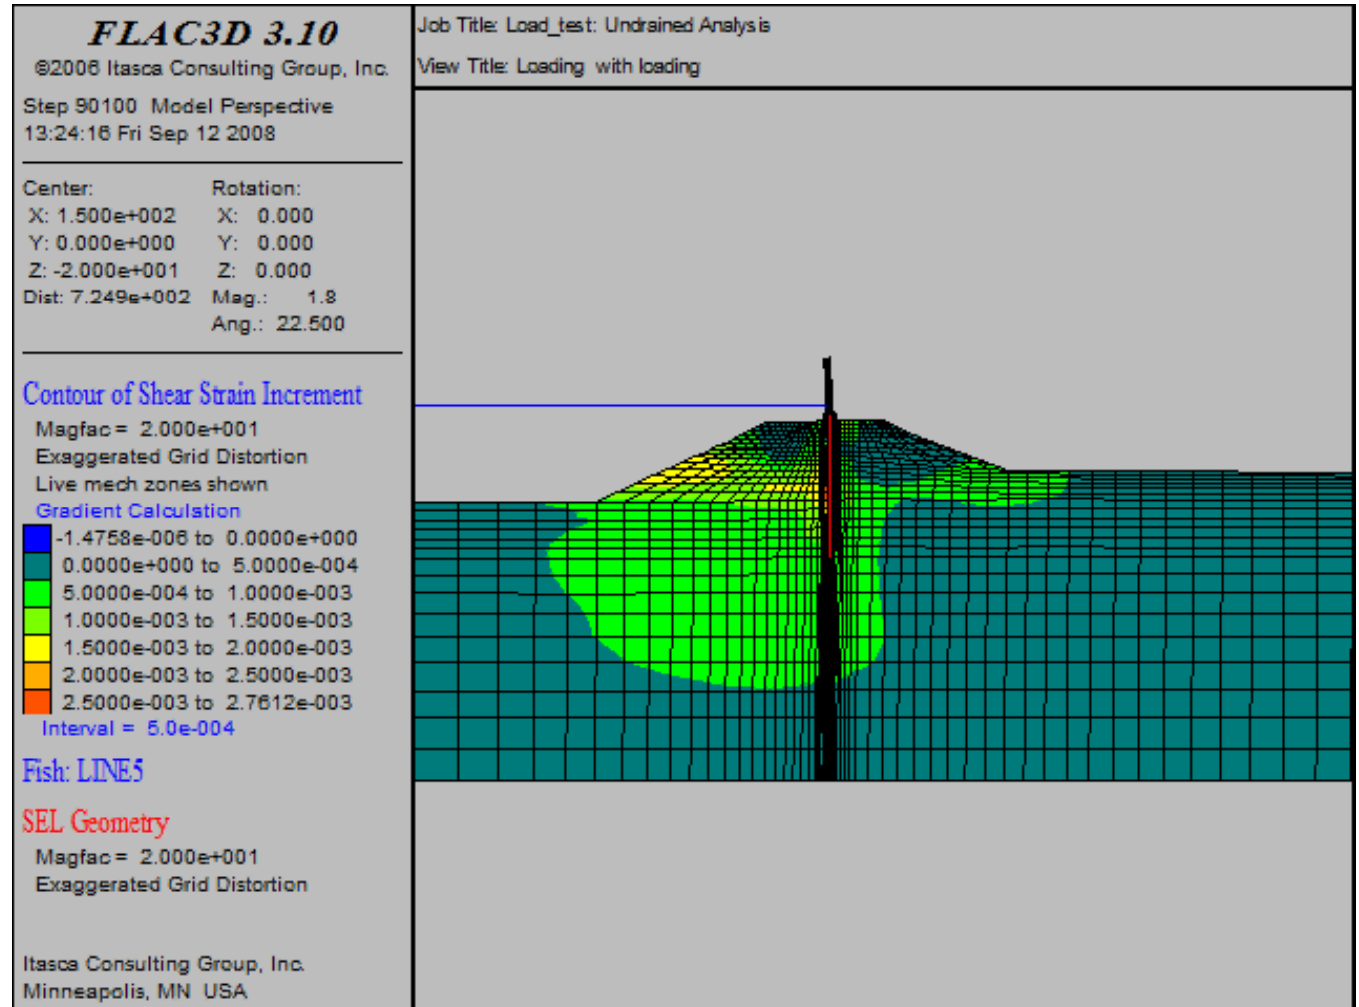 FLAC3D 3.10
©2006 Itasca Consulting Group, Inc.
Step 90100 Model Perspective
13:24:16 Fri Sep 12 2008
Center: Rotation:
X: 1.500e+002 X: 0.000
Y: 0.000e+000 Y: 0.000
Z: -2.000e+001 Z: 0.000
Dist: 7.249e+002 Mag.: 1.8
Ang.: 22.500
Contour of Shear Strain Increment
Magfac = 2.000e+001
Exaggerated Grid Distortion
Live mech zones shown
Gradient Calculation
-1.4758e-006 to 0.0000e+000
0.0000e+000 to 5.0000e-004
5.0000e-004 to 1.0000e-003
1.0000e-003 to 1.5000e-003
1.5000e-003 to 2.0000e-003
2.0000e-003 to 2.5000e-003
2.5000e-003 to 2.7612e-003
Interval = 5.0e-004
Fish: LINE5
SEL Geometry
Magfac = 2.000e+001
Exaggerated Grid Distortion
Itasca Consulting Group, Inc.
Minneapolis, MN USA
Job Title: Load_test: Undrained Analysis
View Title: Loading with loading